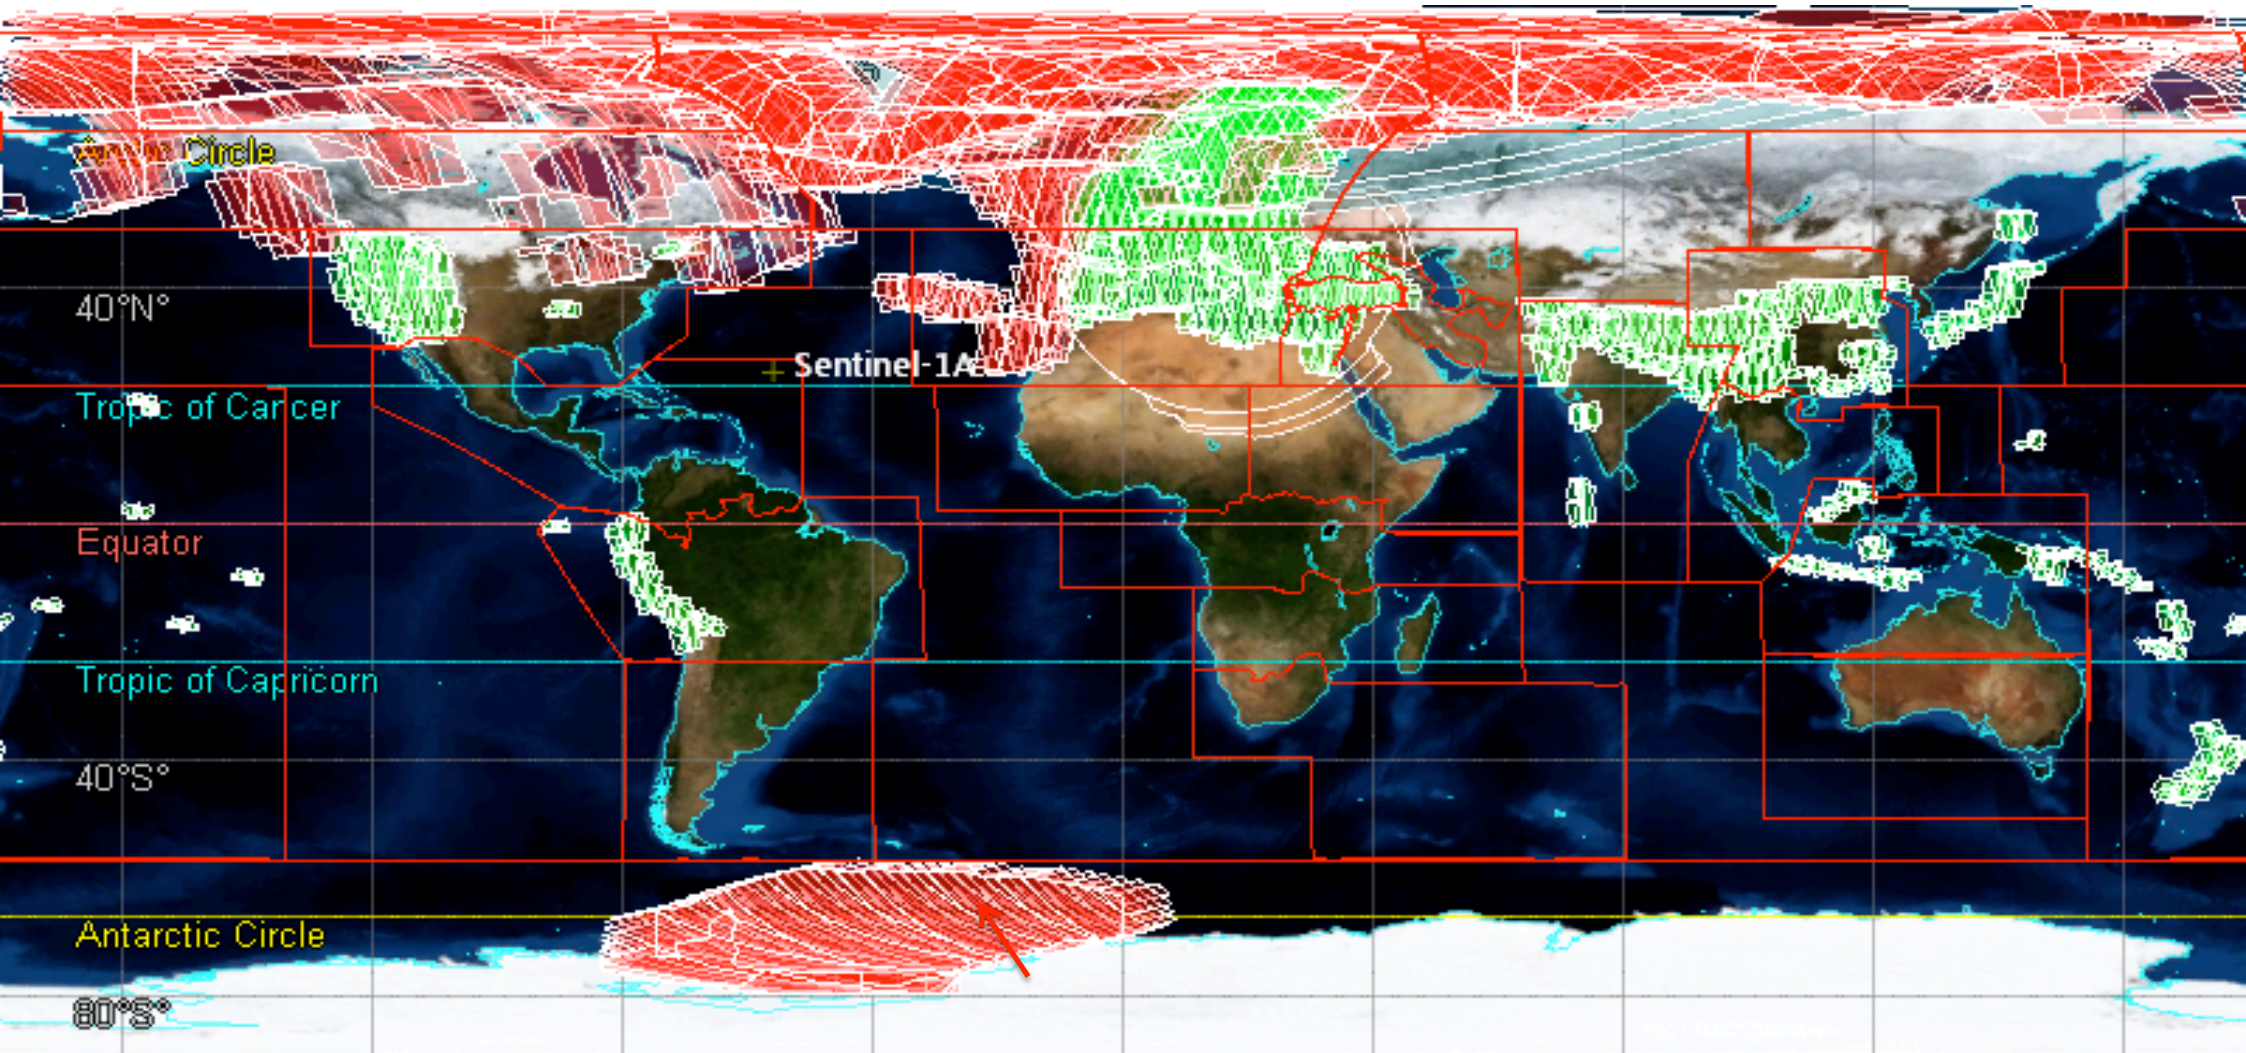 Arctic Circle
40°N°
Sentinel-1A
Tropic of Cancer
Equator
Tropic of Capricorn
40°S°
Antarctic Circle
80°S°